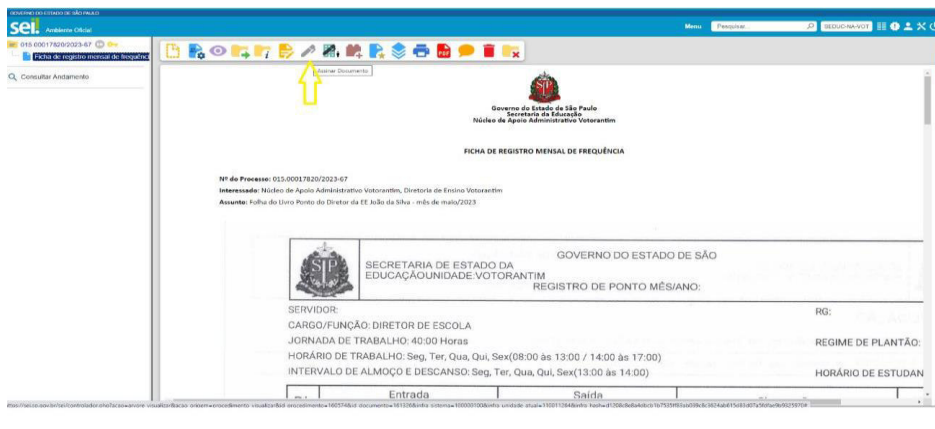 GOVERNO DO ESTADO DE SÃO PAULO
sei! Ambiente Oficial
Menu Pesquisar... SEDUC-NA-VOT
015.00017820/2023-67
Ficha de registro mensal de frequênci
Consultar Andamento
Assinar Documento
PDF
Governo do Estado de São Paulo
Secretaria da Educação
Núcleo de Apoio Administrativo Votorantim
FICHA DE REGISTRO MENSAL DE FREQUÊNCIA
Nº do Processo: 015.00017820/2023-67
Interessado: Núcleo de Apoio Administrativo Votorantim, Diretoria de Ensino Votorantim
Assunto: Folha do Livro Ponto do Diretor da EE João da Silva - mês de maio/2023
GOVERNO DO ESTADO DE SÃO
SECRETARIA DE ESTADO DA
EDUCAÇÃOUNIDADE:VOTORANTIM
REGISTRO DE PONTO MÊS/ANO:
SERVIDOR:
RG:
CARGO/FUNÇÃO: DIRETOR DE ESCOLA
JORNADA DE TRABALHO: 40:00 Horas
REGIME DE PLANTÃO:
HORÁRIO DE TRABALHO: Seg, Ter, Qua, Qui, Sex(08:00 às 13:00 / 14:00 às 17:00)
INTERVALO DE ALMOÇO E DESCANSO: Seg, Ter, Qua, Qui, Sex(13:00 às 14:00)
HORÁRIO DE ESTUDAN
Entrada Saída